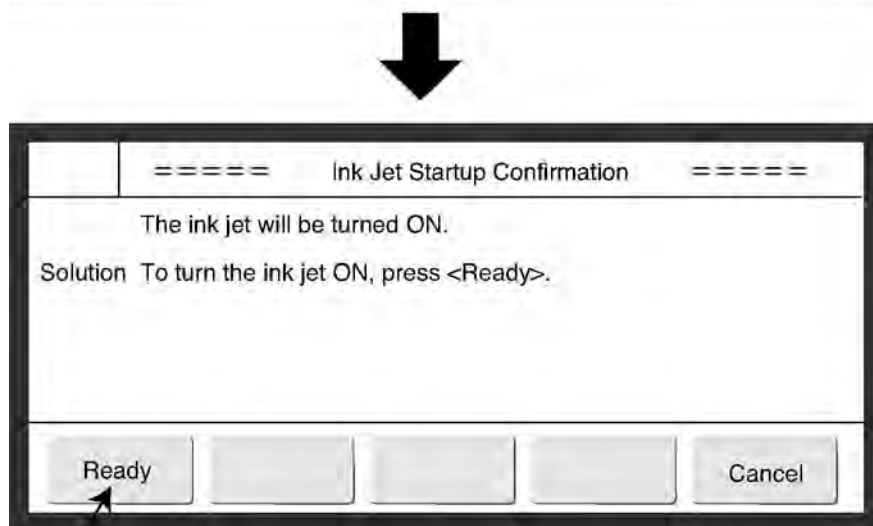 ===== Ink Jet Startup Confirmation =====
The ink jet will be turned ON.
Solution To turn the ink jet ON, press <Ready>.
Ready Cancel